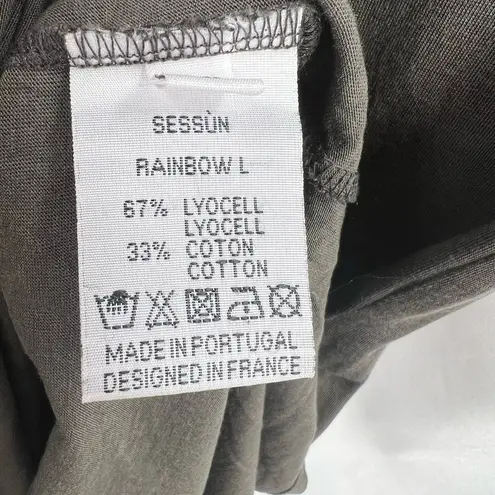 SESSÙN
RAINBOW L
67% LYOCELL
LYOCELL
33% COTON
COTTON
MADE IN PORTUGAL
DESIGNED IN FRANCE